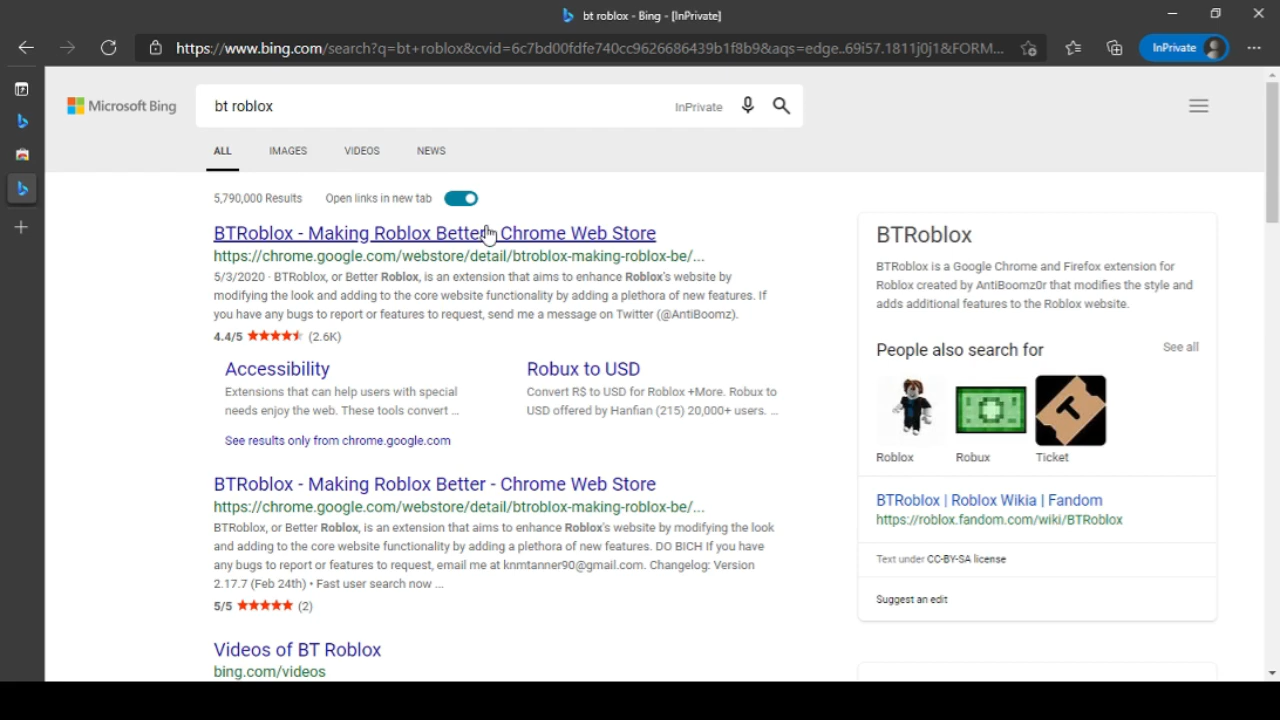 bt roblox - Bing - [InPrivate]
https://www.bing.com/search?q=bt+roblox&cvid=6c7bd00fdfe740cc9626686439b1f8b9&aqs=edge..69i57.1811j0j1&FORM...
InPrivate
Microsoft Bing
bt roblox
InPrivate
ALL
IMAGES
VIDEOS
NEWS
5,790,000 Results
Open links in new tab
BTRoblox - Making Roblox Better - Chrome Web Store
https://chrome.google.com/webstore/detail/btroblox-making-roblox-be/...
5/3/2020 · BTRoblox, or Better Roblox, is an extension that aims to enhance Roblox's website by
modifying the look and adding to the core website functionality by adding a plethora of new features. If
you have any bugs to report or features to request, send me a message on Twitter (@AntiBoomz).
4.4/5
(2.6K)
Accessibility
Extensions that can help users with special
needs enjoy the web. These tools convert ...
Robux to USD
Convert R$ to USD for Roblox +More. Robux to
USD offered by Hanfian (215) 20,000+ users. ...
See results only from chrome.google.com
BTRoblox - Making Roblox Better - Chrome Web Store
https://chrome.google.com/webstore/detail/btroblox-making-roblox-be/...
BTRoblox, or Better Roblox, is an extension that aims to enhance Roblox's website by modifying the look
and adding to the core website functionality by adding a plethora of new features. DO BICH If you have
any bugs to report or features to request, email me at knmtanner90@gmail.com. Changelog: Version
2.17.7 (Feb 24th) • Fast user search now ...
5/5
(2)
Videos of BT Roblox
bing.com/videos
BTRoblox
BTRoblox is a Google Chrome and Firefox extension for
Roblox created by AntiBoomz0r that modifies the style and
adds additional features to the Roblox website.
People also search for
See all
T
Roblox
Robux
Ticket
BTRoblox | Roblox Wikia | Fandom
https://roblox.fandom.com/wiki/BTRoblox
Text under CC-BY-SA license
Suggest an edit